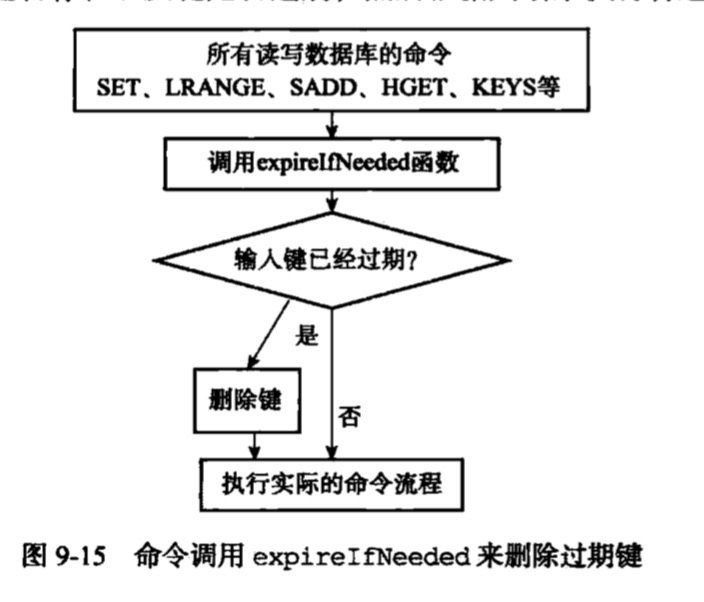 所有读写数据库的命令
SET、LRANGE、SADD、HGET、KEYS等
调用expireIfNeeded函数
输入键已经过期?
是
删除键
否
执行实际的命令流程
图 9-15 命令调用 expireIfNeeded 来删除过期键